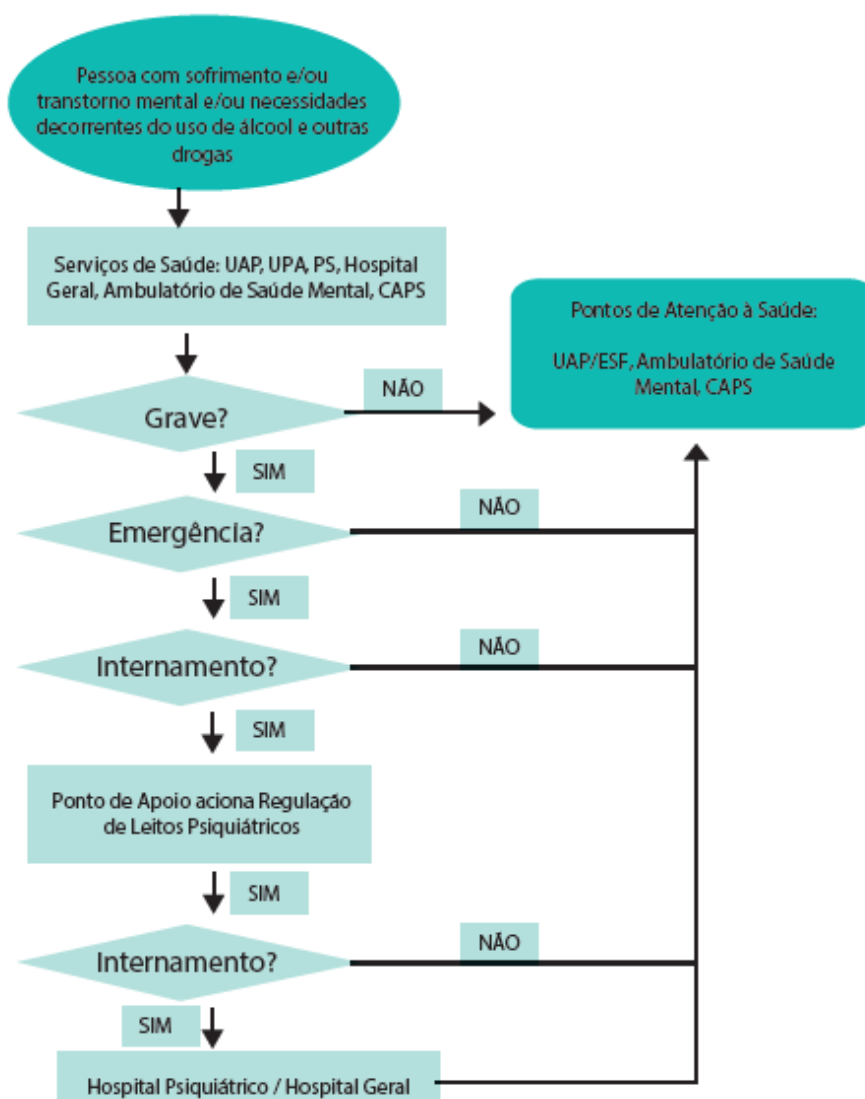 Pessoa com sofrimento e/ou
transtorno mental e/ou necessidades
decorrentes do uso de álcool e outras
drogas
Serviços de Saúde: UAP, UPA, PS, Hospital
Geral, Ambulatório de Saúde Mental, CAPS
Pontos de Atenção à Saúde:
UAP/ESF, Ambulatório de Saúde
Mental, CAPS
NÃO
Grave?
SIM
NÃO
Emergência?
SIM
NÃO
Internamento?
SIM
Ponto de Apoio aciona Regulação
de Leitos Psiquiátricos
SIM
NÃO
Internamento?
SIM
Hospital Psiquiátrico / Hospital Geral